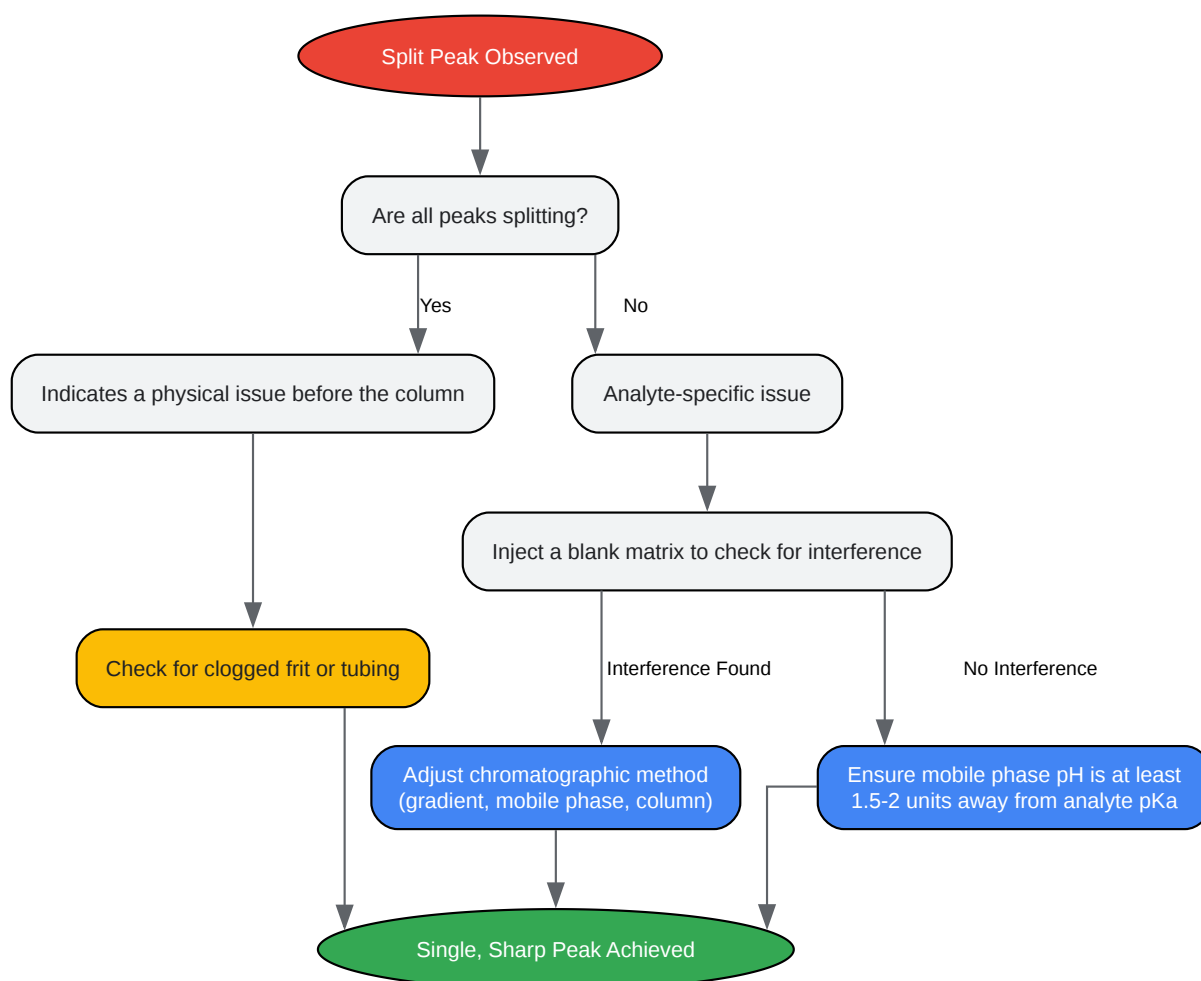 Split Peak Observed
Are all peaks splitting?
Yes
No
Indicates a physical issue before the column
Analyte-specific issue
Inject a blank matrix to check for interference
Check for clogged frit or tubing
Interference Found
No Interference
Adjust chromatographic method
(gradient, mobile phase, column)
Ensure mobile phase pH is at least
1.5-2 units away from analyte pKa
Single, Sharp Peak Achieved